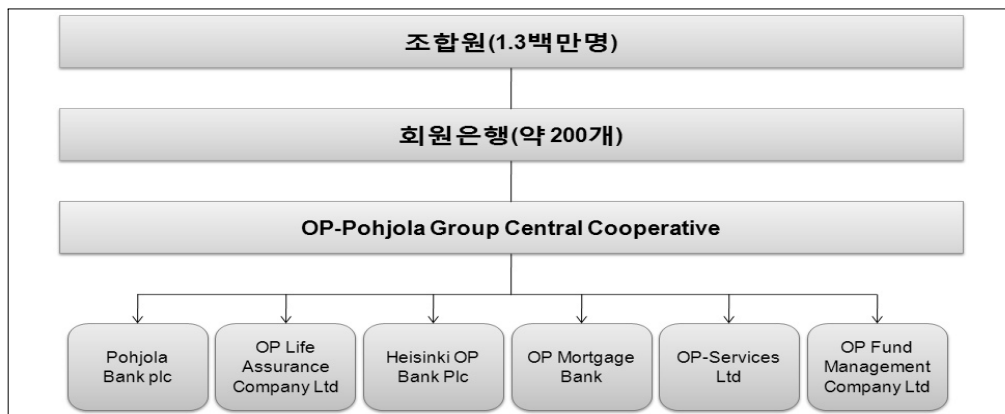 조합원(1.3백만명)
회원은행(약 200개)
OP-Pohjola Group Central Cooperative
Pohjola
Bank plc
OP Life
Assurance
Company Ltd
Heisinki OP
Bank Plc
OP Mortgage
Bank
OP-Services
Ltd
OP Fund
Management
Company Ltd